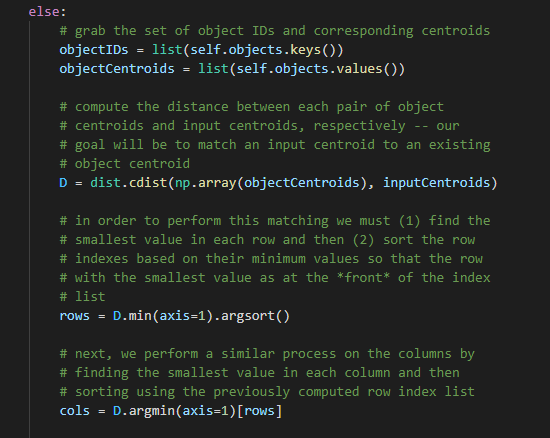 else:
# grab the set of object IDs and corresponding centroids
objectIDs = list(self.objects.keys())
objectCentroids = list(self.objects.values())
# compute the distance between each pair of object
# centroids and input centroids, respectively -- our
# goal will be to match an input centroid to an existing
# object centroid
D = dist.cdist(np.array(objectCentroids), inputCentroids)
# in order to perform this matching we must (1) find the
# smallest value in each row and then (2) sort the row
# indexes based on their minimum values so that the row
# with the smallest value as at the *front* of the index
# list
rows = D.min(axis=1).argsort()
# next, we perform a similar process on the columns by
# finding the smallest value in each column and then
# sorting using the previously computed row index list
cols = D.argmin(axis=1)[rows]